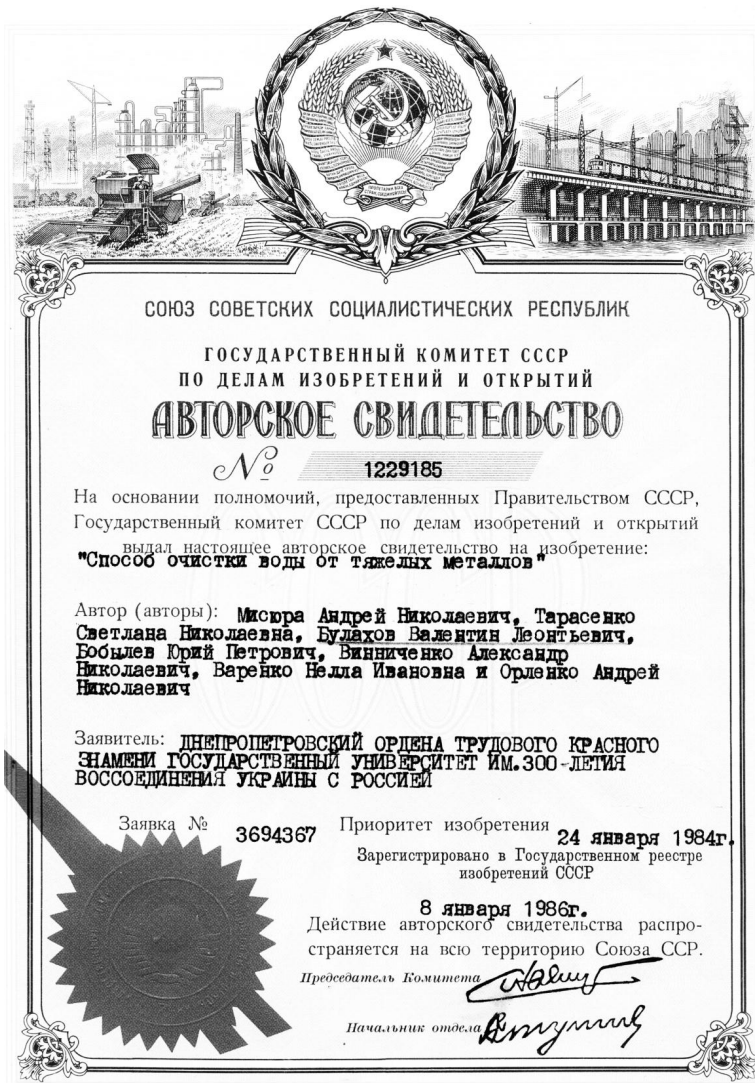 СОЮЗ СОВЕТСКИХ СОЦИАЛИСТИЧЕСКИХ РЕСПУБЛИК
ГОСУДАРСТВЕННЫЙ КОМИТЕТ СССР
ПО ДЕЛАМ ИЗОБРЕТЕНИЙ И ОТКРЫТИЙ
АВТОРСКОЕ СВИДЕТЕЛЬСТВО
№ 1229185
На основании полномочий, предоставленных Правительством СССР,
Государственный комитет СССР по делам изобретений и открытий
выдал настоящее авторское свидетельство на изобретение:
"Способ очистки воды от тяжелых металлов"
Автор (авторы): Мисюра Андрей Николаевич, Тарасенко
Светлана Николаевна, Булахов Валентин Леонтьевич,
Бобылев Юрий Петрович, Винниченко Александр
Николаевич, Варенко Нелла Ивановна и Орленко Андрей
Николаевич
Заявитель: ДНЕПРОПЕТРОВСКИЙ ОРДЕНА ТРУДОВОГО КРАСНОГО
ЗНАМЕНИ ГОСУДАРСТВЕННЫЙ УНИВЕРСИТЕТ ИМ.300-ЛЕТИЯ
ВОССОЕДИНЕНИЯ УКРАИНЫ С РОССИЕЙ
Заявка № 3694367 Приоритет изобретения 24 января 1984г.
Зарегистрировано в Государственном реестре
изобретений СССР
8 января 1986г.
Действие авторского свидетельства распро-
страняется на всю территорию Союза ССР.
Председатель Комитета
Начальник отдела